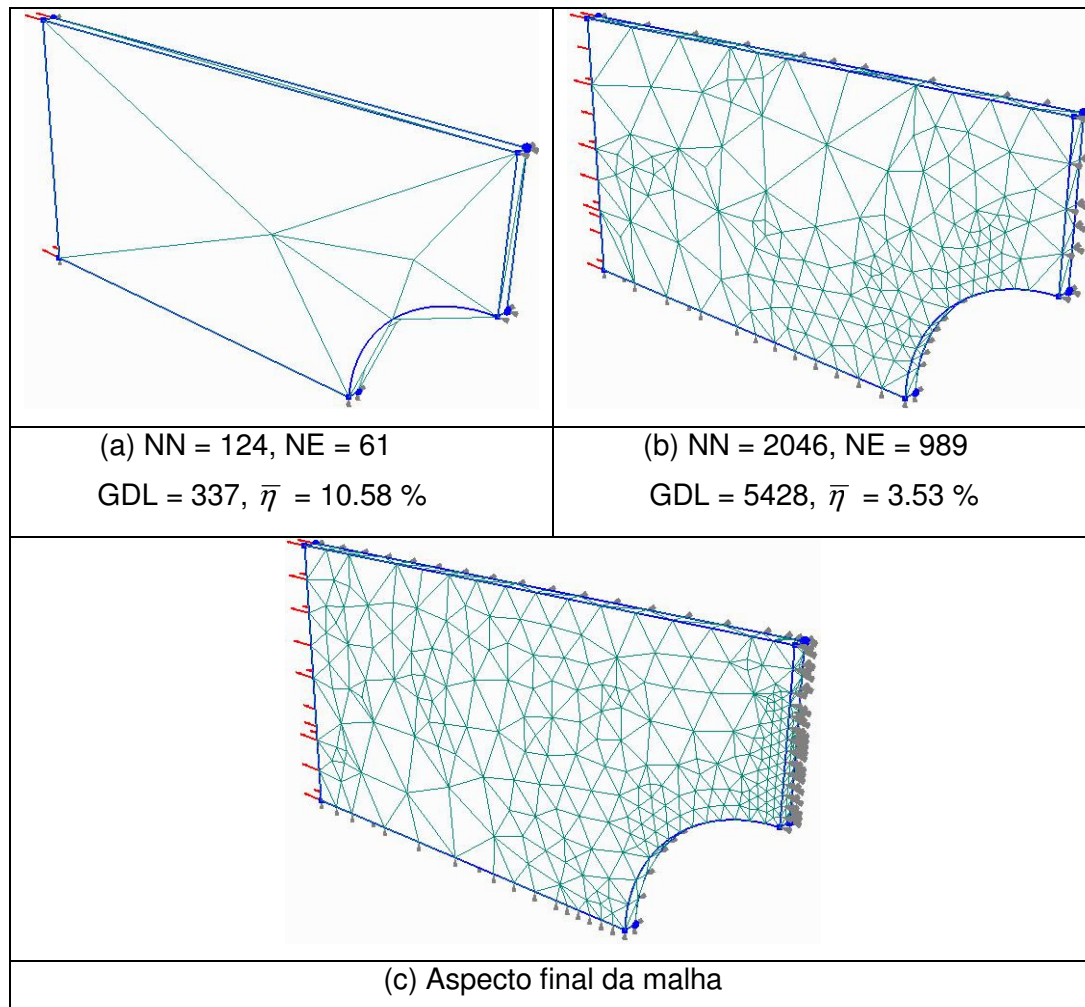 (a) NN = 124, NE = 61
GDL = 337, η̅ = 10.58 %
(b) NN = 2046, NE = 989
GDL = 5428, η̅ = 3.53 %
(c) Aspecto final da malha